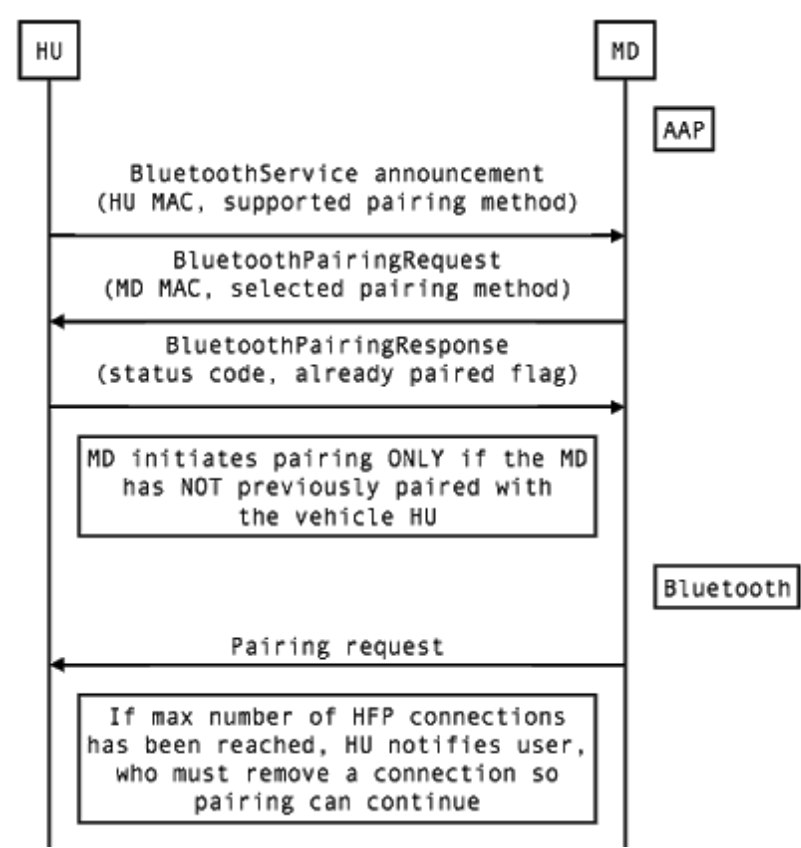 HU
MD
AAP
BluetoothService announcement
(HU MAC, supported pairing method)
BluetoothPairingRequest
(MD MAC, selected pairing method)
BluetoothPairingResponse
(status code, already paired flag)
MD initiates pairing ONLY if the MD
has NOT previously paired with
the vehicle HU
Bluetooth
Pairing request
If max number of HFP connections
has been reached, HU notifies user,
who must remove a connection so
pairing can continue